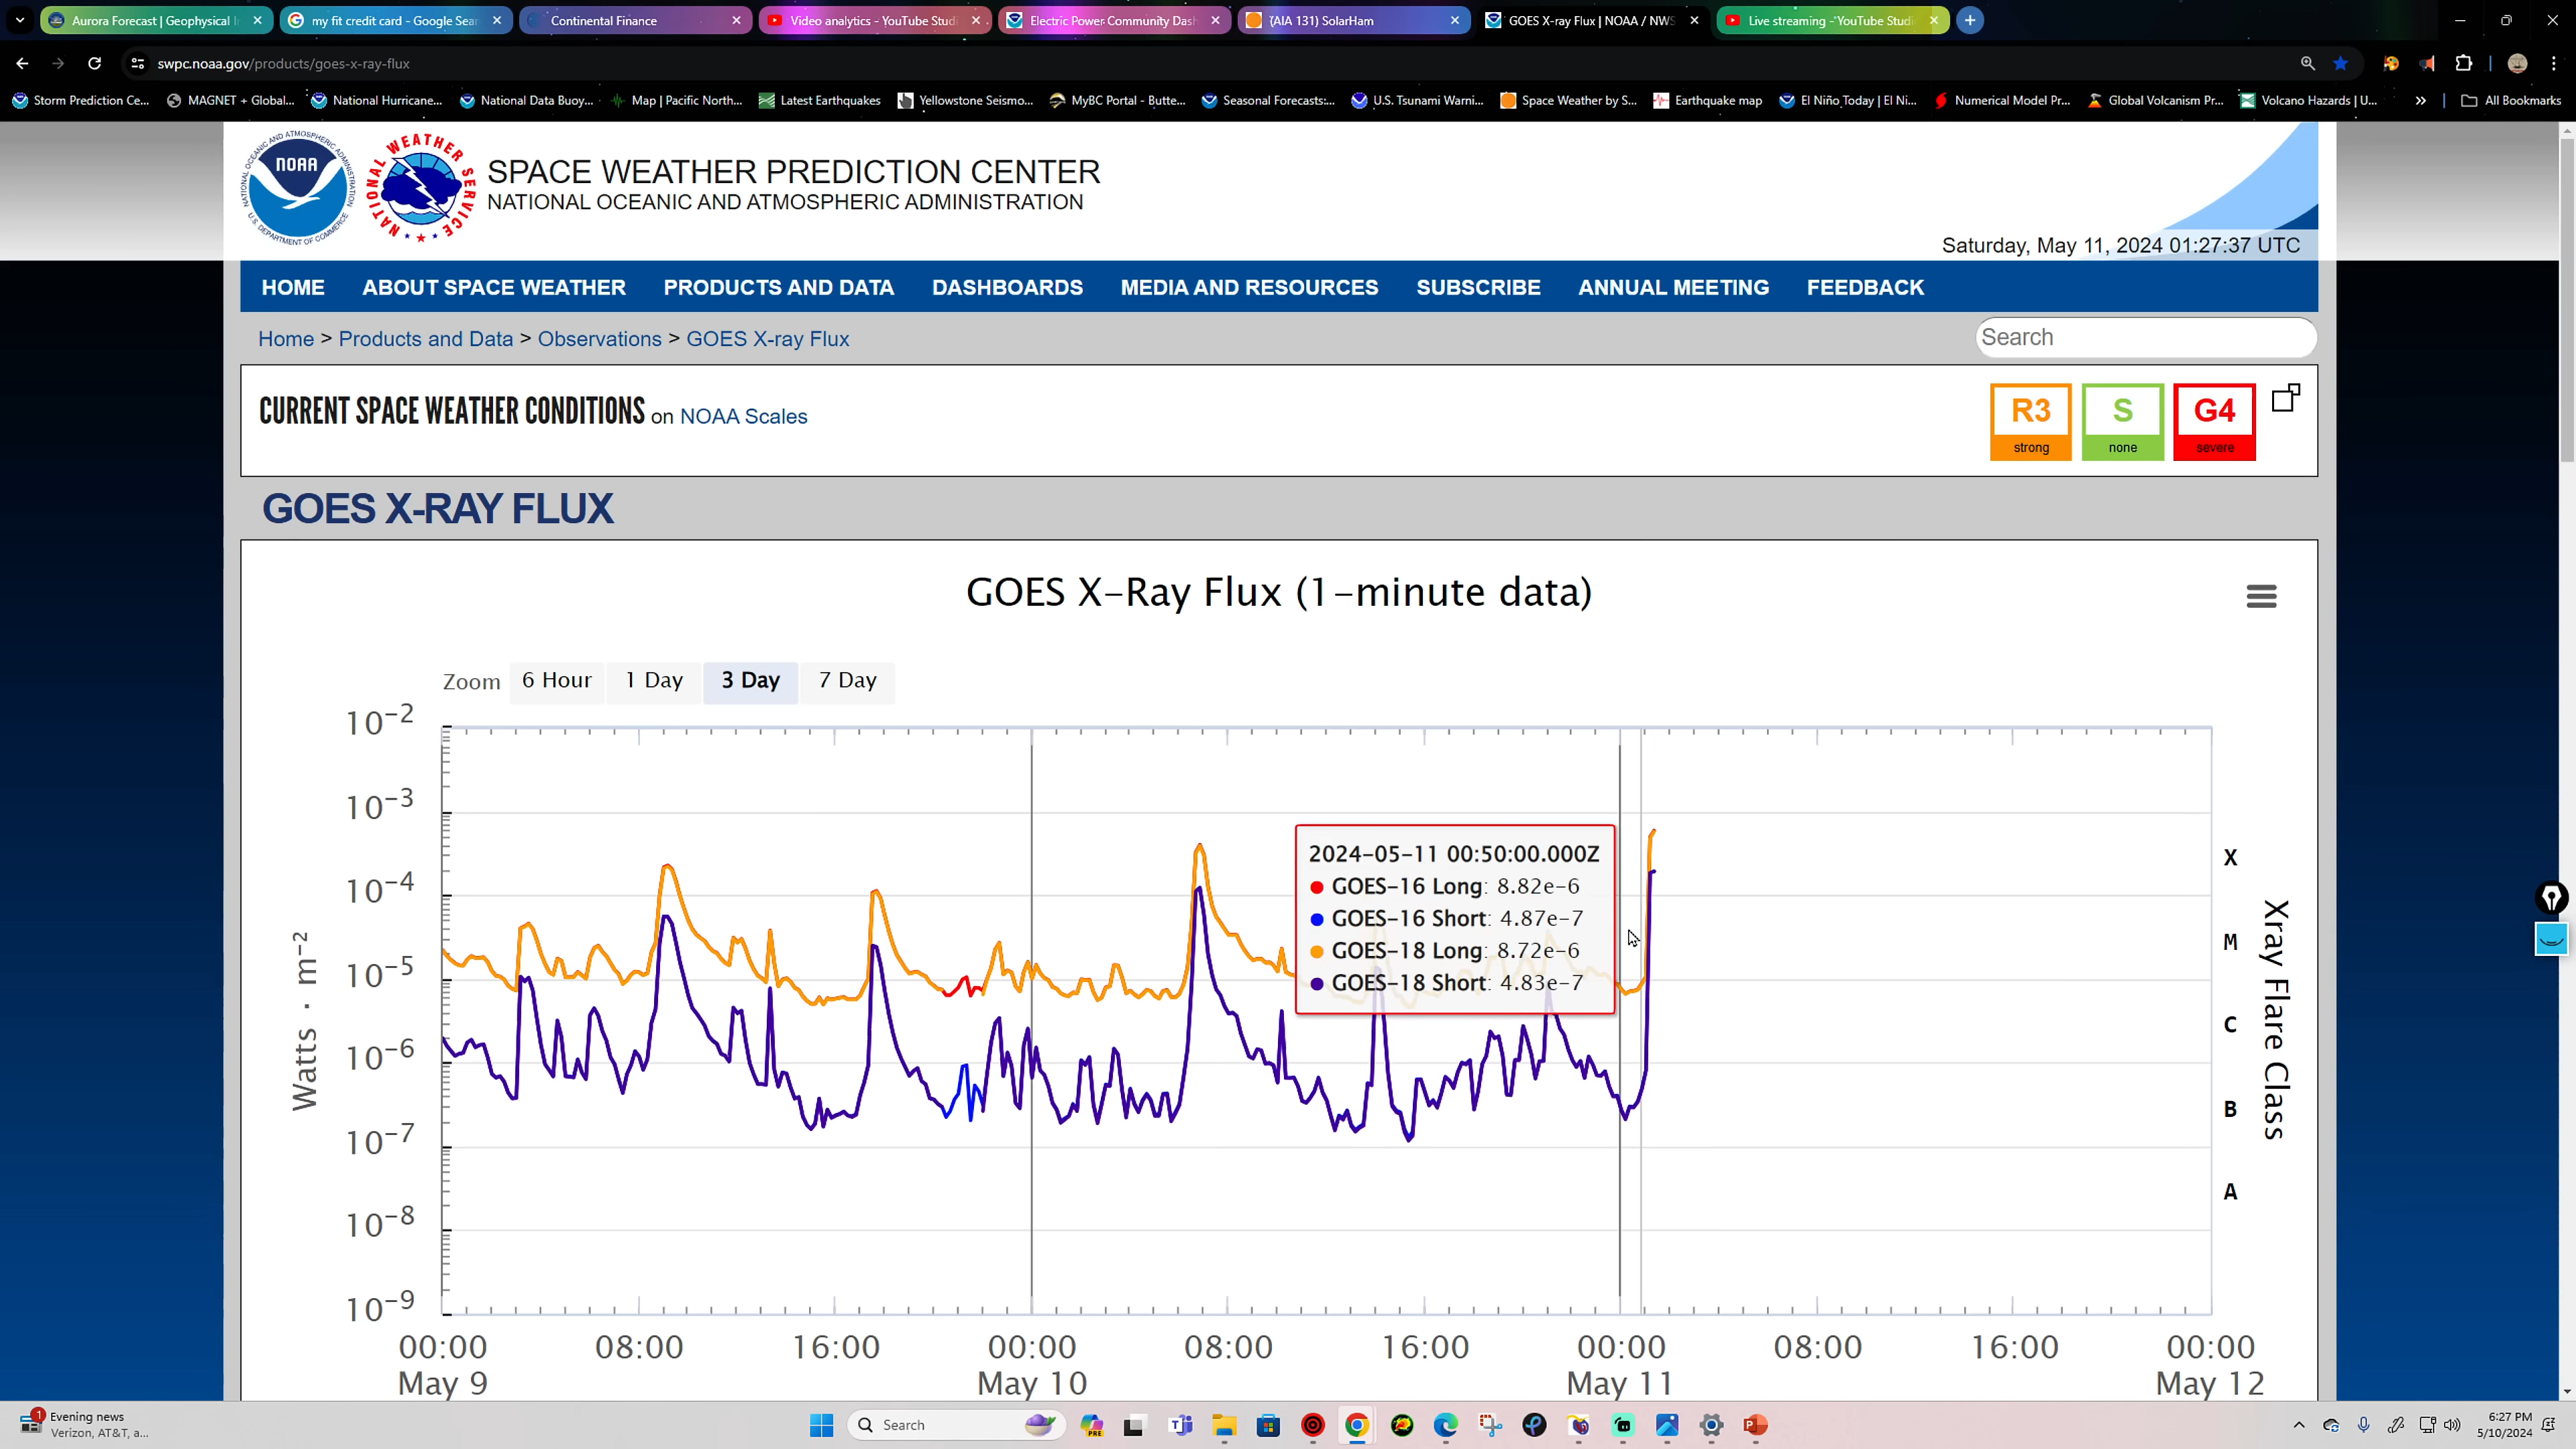 Aurora Forecast | Geophysical I
my fit credit card - Google Sear
Continental Finance
Video analytics - YouTube Studi
Electric Power Community Dash
(AIA 131) SolarHam
GOES X-ray Flux | NOAA / NWS
Live streaming - YouTube Studi
swpc.noaa.gov/products/goes-x-ray-flux
Storm Prediction Ce...
MAGNET + Global...
National Hurricane...
National Data Buoy...
Map | Pacific North...
Latest Earthquakes
Yellowstone Seismo...
MyBC Portal - Butte...
Seasonal Forecasts:...
U.S. Tsunami Warni...
Space Weather by S...
Earthquake map
El Niño Today | El Ni...
Numerical Model Pr...
Global Volcanism Pr...
Volcano Hazards | U...
All Bookmarks
NATIONAL OCEANIC AND ATMOSPHERIC ADMINISTRATION
NOAA
U.S. DEPARTMENT OF COMMERCE
NATIONAL WEATHER SERVICE
SPACE WEATHER PREDICTION CENTER
NATIONAL OCEANIC AND ATMOSPHERIC ADMINISTRATION
Saturday, May 11, 2024 01:27:37 UTC
HOME ABOUT SPACE WEATHER PRODUCTS AND DATA DASHBOARDS MEDIA AND RESOURCES SUBSCRIBE ANNUAL MEETING FEEDBACK
Home > Products and Data > Observations > GOES X-ray Flux
Search
CURRENT SPACE WEATHER CONDITIONS on NOAA Scales
R3 S G4
strong none severe
GOES X-RAY FLUX
GOES X-Ray Flux (1-minute data)
Zoom 6 Hour 1 Day 3 Day 7 Day
10⁻²
10⁻³
10⁻⁴
10⁻⁵
10⁻⁶
10⁻⁷
10⁻⁸
10⁻⁹
Watts · m⁻²
2024-05-11 00:50:00.000Z
GOES-16 Long: 8.82e-6
GOES-16 Short: 4.87e-7
GOES-18 Long: 8.72e-6
GOES-18 Short: 4.83e-7
X
M
C
B
A
Xray Flare Class
00:00 08:00 16:00 00:00 08:00 16:00 00:00 08:00 16:00 00:00
May 9 May 10 May 11 May 12
1
Evening news
Verizon, AT&T, a...
Search
PRE
6:27 PM
5/10/2024